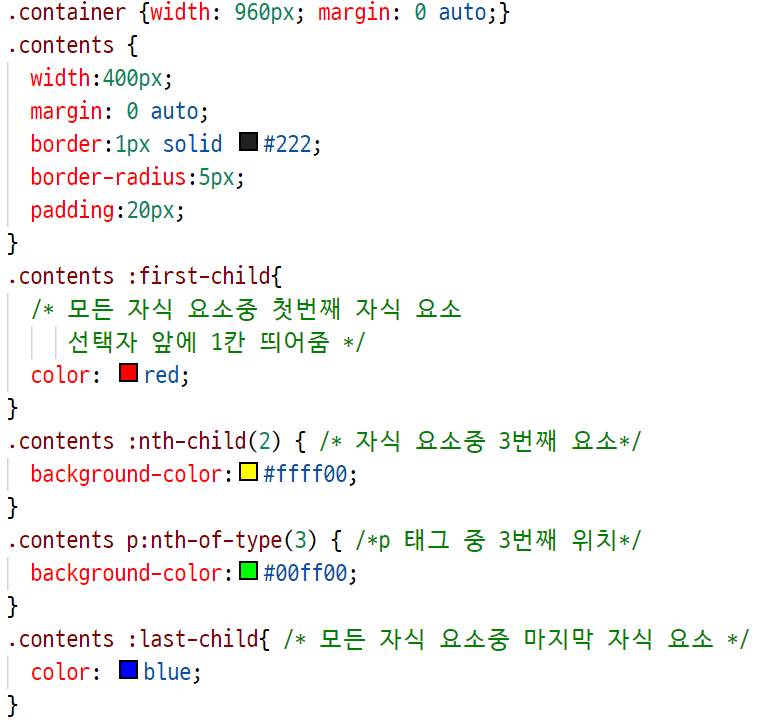 .container {width: 960px; margin: 0 auto;}
.contents {
width:400px;
margin: 0 auto;
border:1px solid #222;
border-radius:5px;
padding:20px;
}
.contents :first-child{
/* 모든 자식 요소중 첫번째 자식 요소
선택자 앞에 1칸 띄어줌 */
color: red;
}
.contents :nth-child(2) { /* 자식 요소중 3번째 요소*/
background-color:#ffff00;
}
.contents p:nth-of-type(3) { /*p 태그 중 3번째 위치*/
background-color:#00ff00;
}
.contents :last-child{ /* 모든 자식 요소중 마지막 자식 요소 */
color: blue;
}